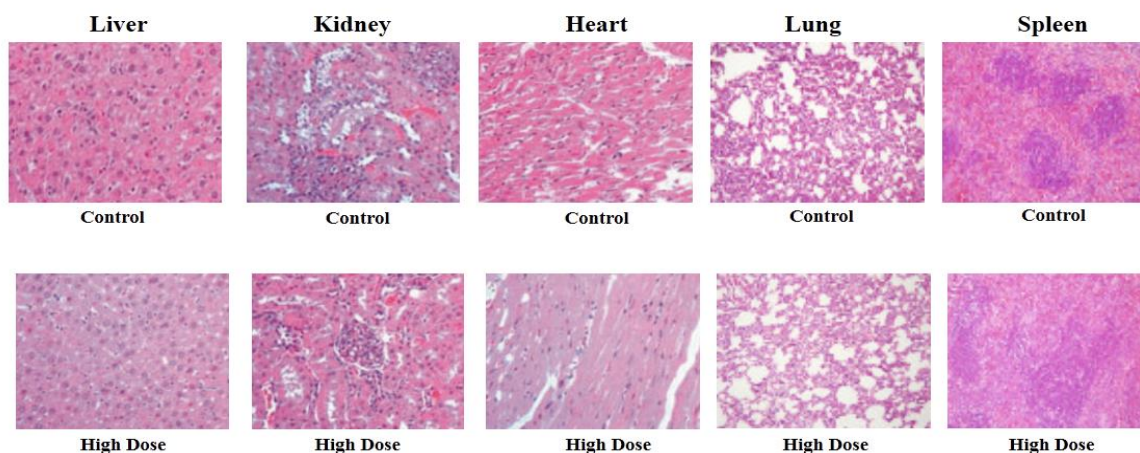 Liver Kidney Heart Lung Spleen
Control Control Control Control Control
High Dose High Dose High Dose High Dose High Dose